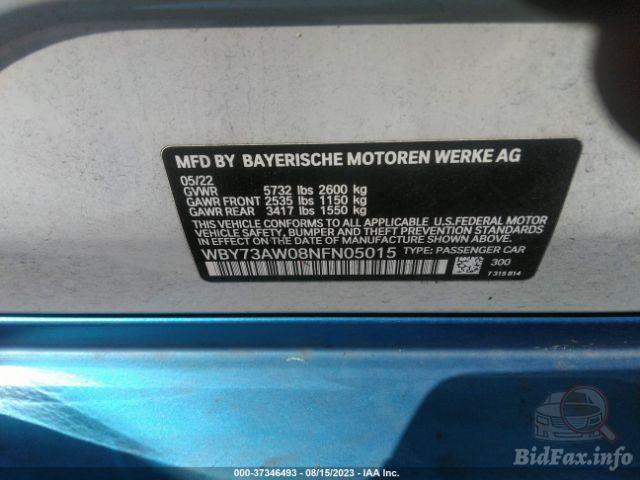 MFD BY BAYERISCHE MOTOREN WERKE AG
05/22
GVWR 5732 lbs 2600 kg
GAWR FRONT 2535 lbs 1150 kg
GAWR REAR 3417 lbs 1550 kg
THIS VEHICLE CONFORMS TO ALL APPLICABLE U.S.FEDERAL MOTOR
VEHICLE SAFETY, BUMPER AND THEFT PREVENTION STANDARDS
IN EFFECT ON THE DATE OF MANUFACTURE SHOWN ABOVE.
WBY73AW08NFN05015 TYPE: PASSENGER CAR
300
7 315 814
BidFax.info
000-37346493 - 08/15/2023 - IAA Inc.